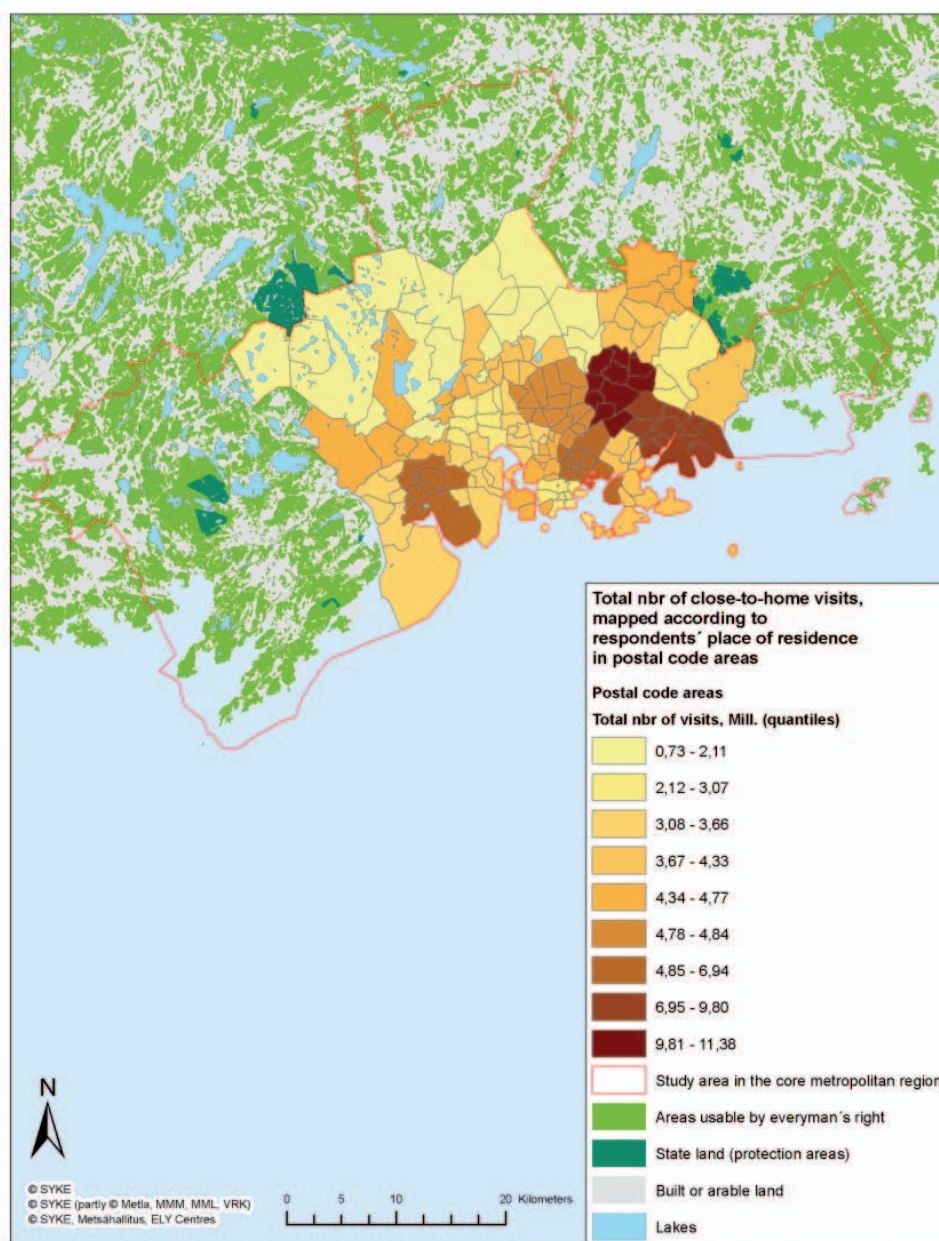 Total nbr of close-to-home visits,
mapped according to
respondents´ place of residence
in postal code areas
Postal code areas
Total nbr of visits, Mill. (quantiles)
0,73 - 2,11
2,12 - 3,07
3,08 - 3,66
3,67 - 4,33
4,34 - 4,77
4,78 - 4,84
4,85 - 6,94
6,95 - 9,80
9,81 - 11,38
Study area in the core metropolitan region
Areas usable by everyman´s right
State land (protection areas)
Built or arable land
Lakes
N
© SYKE
© SYKE (partly © Metla, MMM, MML, VRK)
© SYKE, Metsähallitus, ELY Centres
0 5 10 20 Kilometers